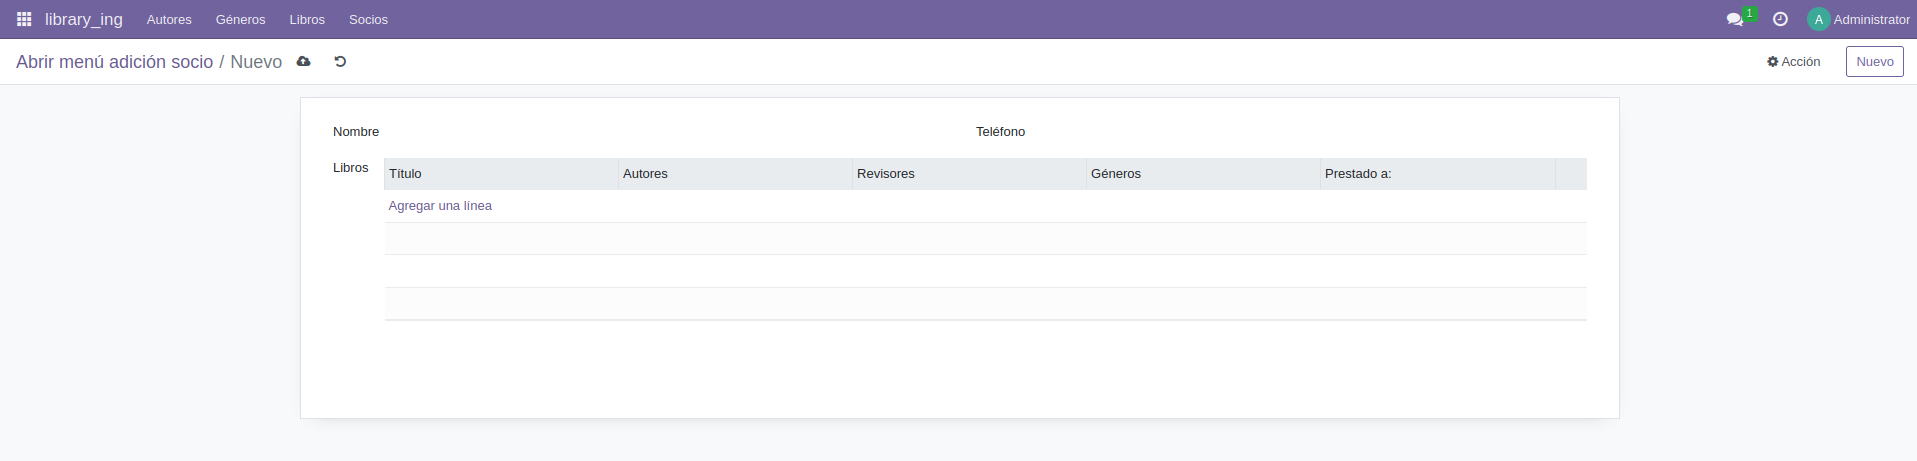 library_ing Autores Géneros Libros Socios 1 A Administrator
Abrir menú adición socio / Nuevo Acción Nuevo
Nombre Teléfono
Libros Título Autores Revisores Géneros Prestado a:
Agregar una línea